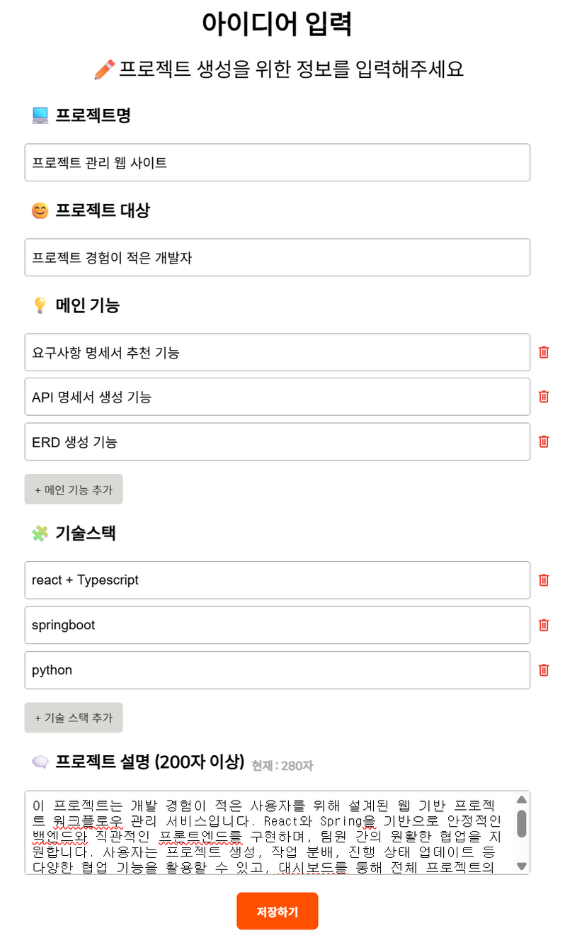 아이디어 입력
프로젝트 생성을 위한 정보를 입력해주세요
프로젝트명
프로젝트 관리 웹 사이트
프로젝트 대상
프로젝트 경험이 적은 개발자
메인 기능
요구사항 명세서 추천 기능
API 명세서 생성 기능
ERD 생성 기능
+ 메인 기능 추가
기술스택
react + Typescript
springboot
python
+ 기술 스택 추가
프로젝트 설명 (200자 이상) 현재 : 280자
이 프로젝트는 개발 경험이 적은 사용자를 위해 설계된 웹 기반 프로젝
트 워크플로우 관리 서비스입니다. React와 Spring을 기반으로 안정적인
백엔드와 직관적인 프론트엔드를 구현하며, 팀원 간의 원활한 협업을 지
원합니다. 사용자는 프로젝트 생성, 작업 분배, 진행 상태 업데이트 등
다양한 협업 기능을 활용할 수 있고, 대시보드를 통해 전체 프로젝트의
저장하기